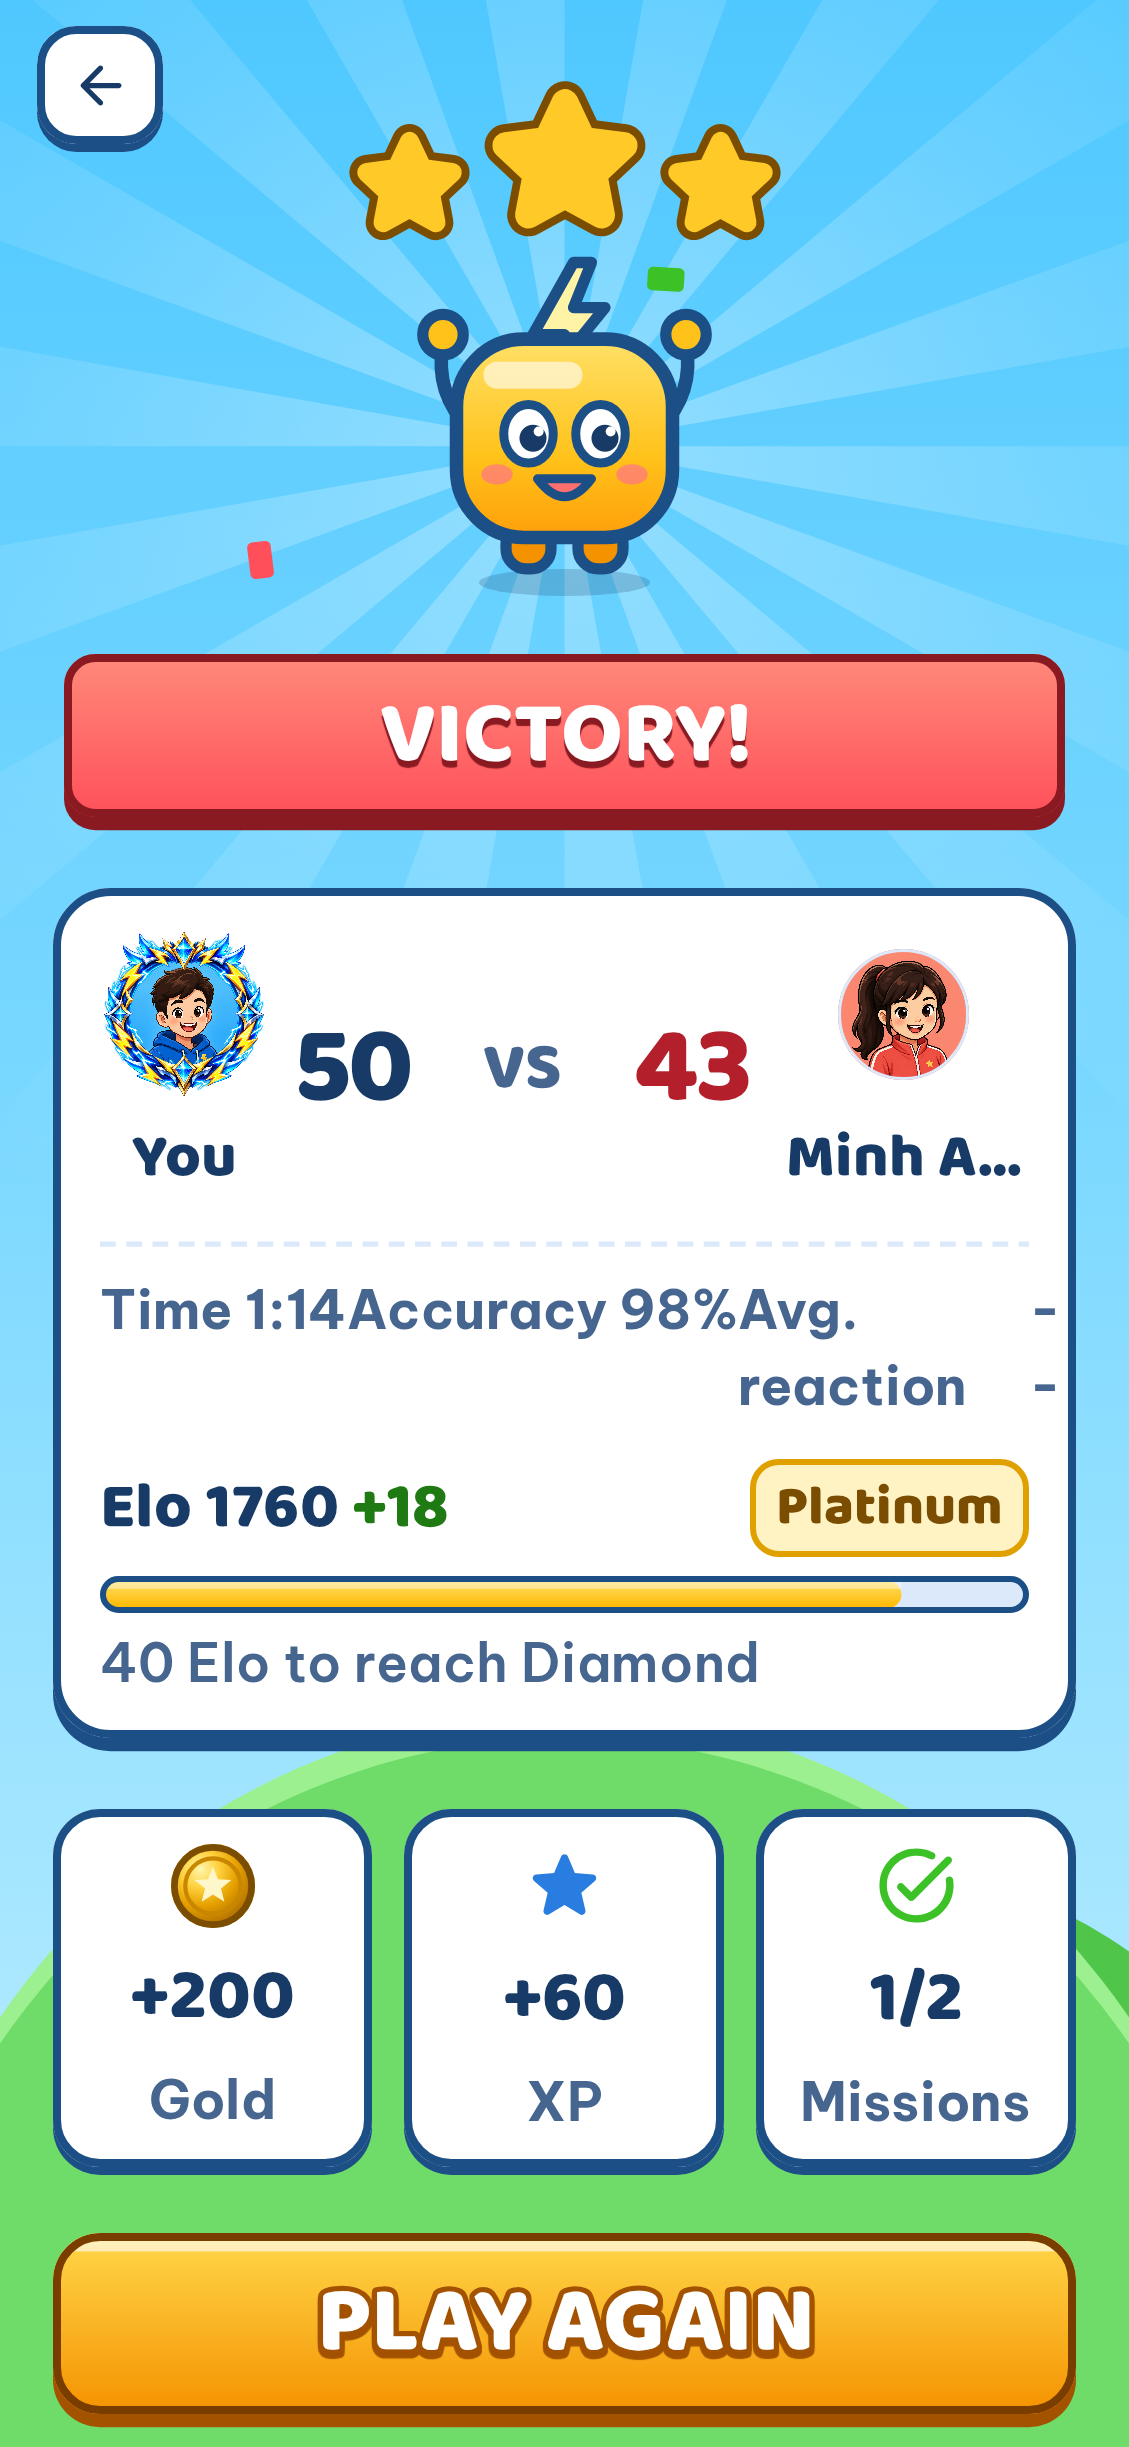 VICTORY!
50 VS 43
You Minh A...
Time 1:14Accuracy 98%Avg. -
reaction -
Elo 1760 +18 Platinum
40 Elo to reach Diamond
+200 +60 1/2
Gold XP Missions
PLAY AGAIN